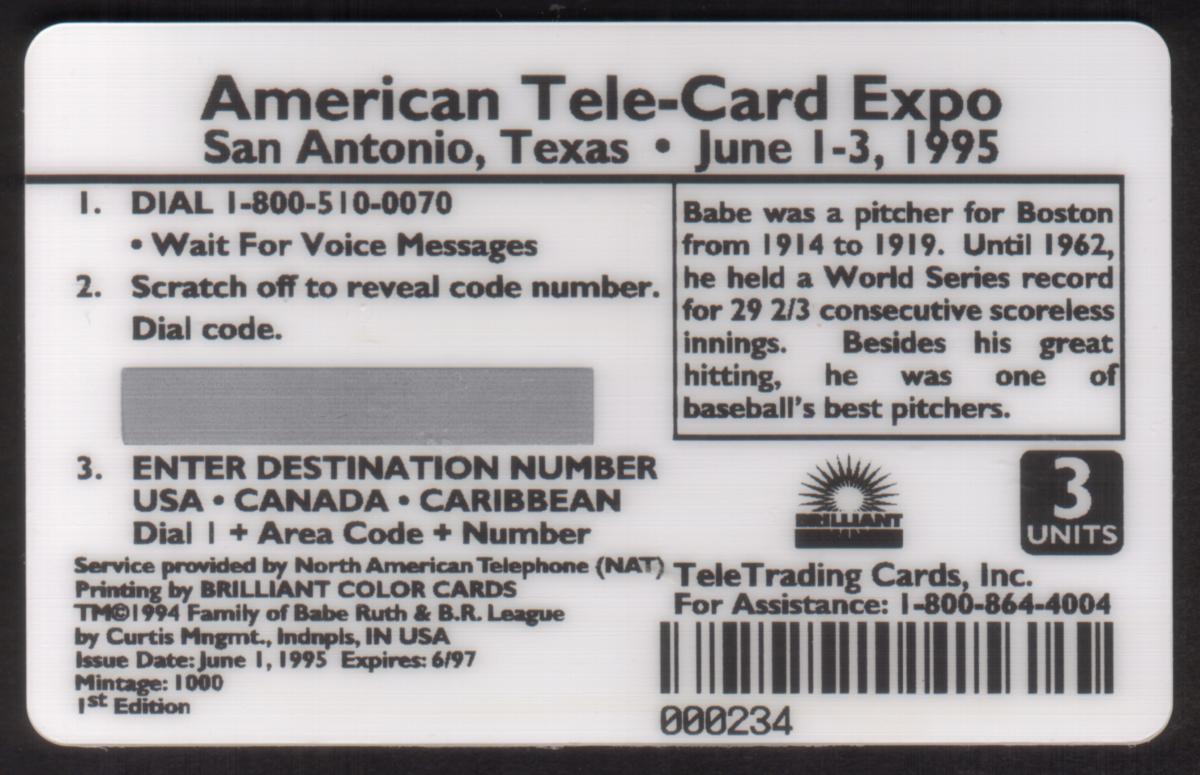 American Tele-Card Expo
San Antonio, Texas • June 1-3, 1995
1. DIAL 1-800-510-0070
• Wait For Voice Messages
2. Scratch off to reveal code number.
Dial code.
3. ENTER DESTINATION NUMBER
USA • CANADA • CARIBBEAN
Dial 1 + Area Code + Number
Service provided by North American Telephone (NAT)
Printing by BRILLIANT COLOR CARDS
TM©1994 Family of Babe Ruth & B.R. League
by Curtis Mngmt., Indnpls, IN USA
Issue Date: June 1, 1995 Expires: 6/97
Mintage: 1000
1st Edition
Babe was a pitcher for Boston
from 1914 to 1919. Until 1962,
he held a World Series record
for 29 2/3 consecutive scoreless
innings. Besides his great
hitting, he was one of
baseball's best pitchers.
BRILLIANT
3
UNITS
TeleTrading Cards, Inc.
For Assistance: 1-800-864-4004
000234